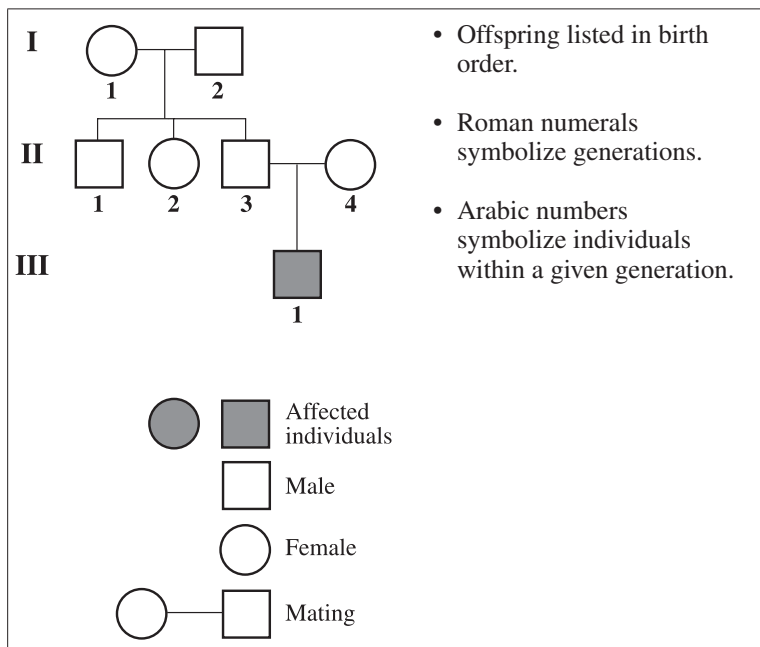 I
1
2
• Offspring listed in birth
order.
II
1
2
3
4
• Roman numerals
symbolize generations.
III
1
• Arabic numbers
symbolize individuals
within a given generation.
Affected
individuals
Male
Female
Mating